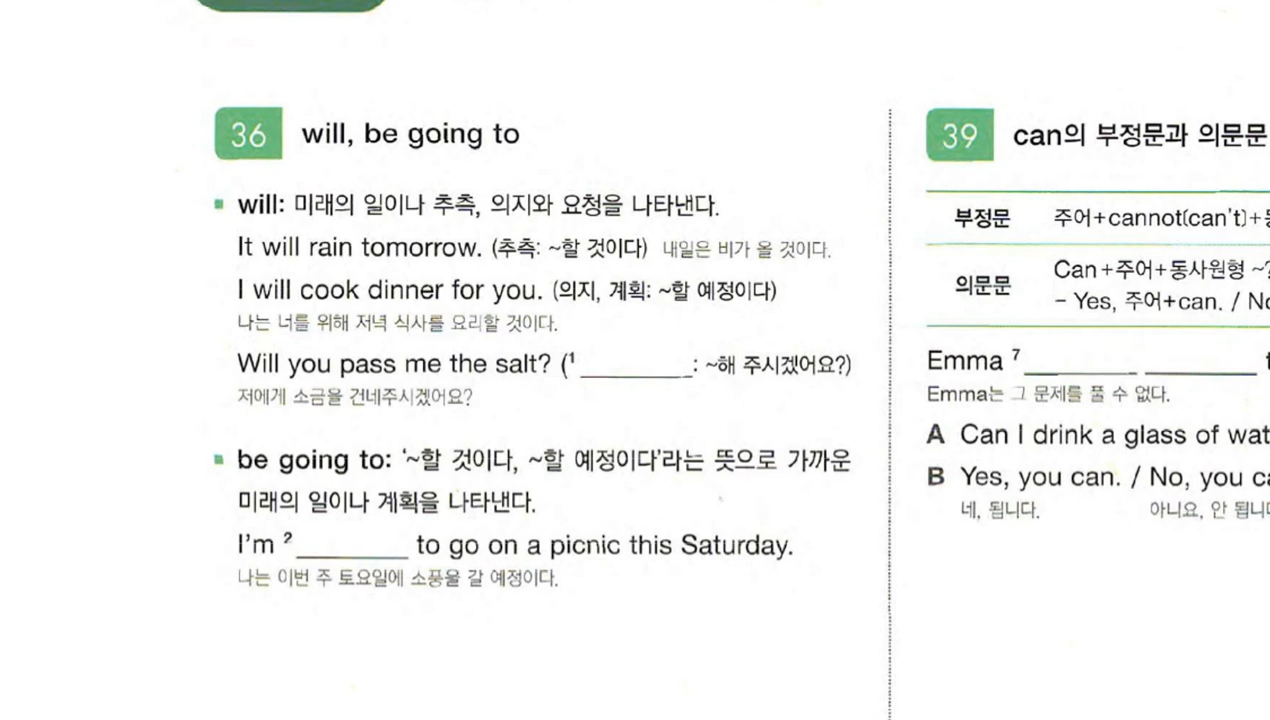 36 will, be going to
will: 미래의 일이나 추측, 의지와 요청을 나타낸다.
It will rain tomorrow. (추측: ~할 것이다) 내일은 비가 올 것이다.
I will cook dinner for you. (의지, 계획: ~할 예정이다)
나는 너를 위해 저녁 식사를 요리할 것이다.
Will you pass me the salt? (1 ________: ~해 주시겠어요?)
저에게 소금을 건네주시겠어요?
be going to: '~할 것이다, ~할 예정이다'라는 뜻으로 가까운
미래의 일이나 계획을 나타낸다.
I'm 2 ________ to go on a picnic this Saturday.
나는 이번 주 토요일에 소풍을 갈 예정이다.
39 can의 부정문과 의문문
부정문 주어+cannot(can't)+
의문문 Can+주어+동사원형 ~?
- Yes, 주어+can. / No
Emma 7 ________ ________
Emma는 그 문제를 풀 수 없다.
A Can I drink a glass of wat
B Yes, you can. / No, you ca
네, 됩니다. 아니요, 안 됩니다